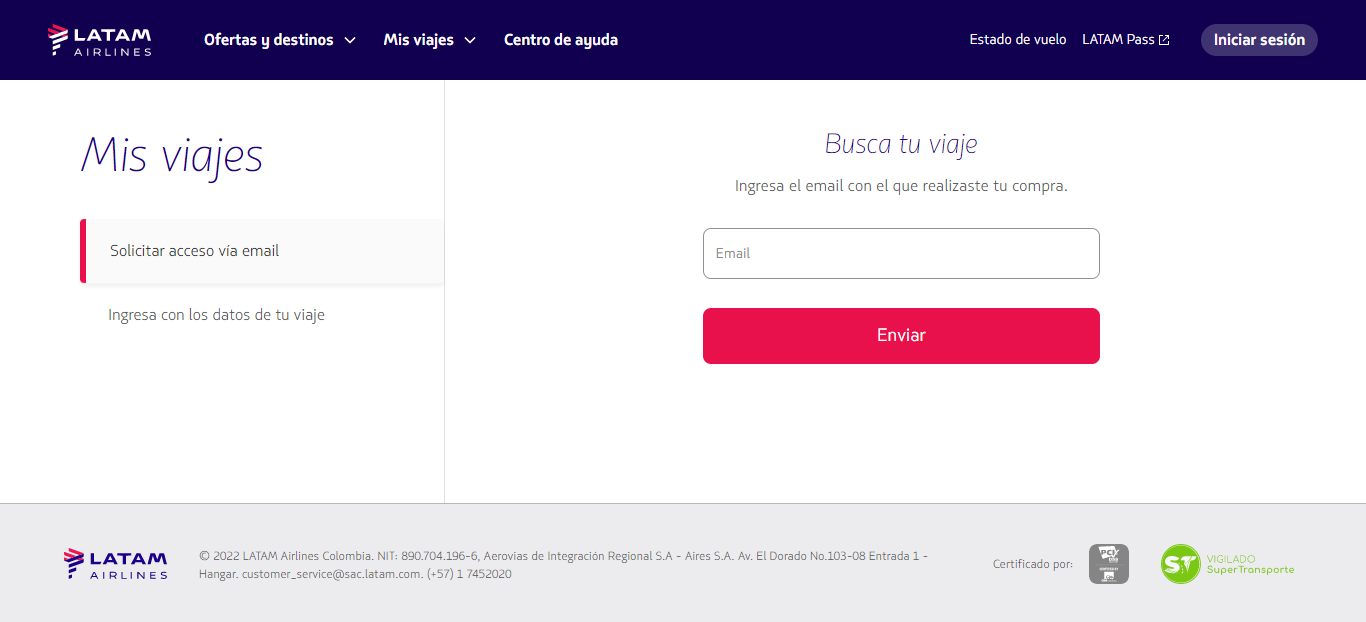 LATAM
AIRLINES
Ofertas y destinos
Mis viajes
Centro de ayuda
Estado de vuelo
LATAM Pass
Iniciar sesión
Mis viajes
Solicitar acceso vía email
Ingresa con los datos de tu viaje
Busca tu viaje
Ingresa el email con el que realizaste tu compra.
Email
Enviar
LATAM
AIRLINES
© 2022 LATAM Airlines Colombia. NIT: 890.704.196-6, Aerovias de Integración Regional S.A - Aires S.A. Av. El Dorado No.103-08 Entrada 1 -
Hangar. customer_service@sac.latam.com. (+57) 1 7452020
Certificado por:
PCI
ST
VIGILADO
SuperTransporte